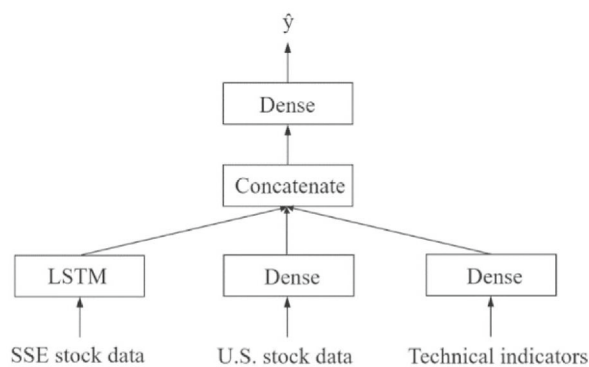 ŷ
Dense
Concatenate
LSTM
Dense
Dense
SSE stock data
U.S. stock data
Technical indicators